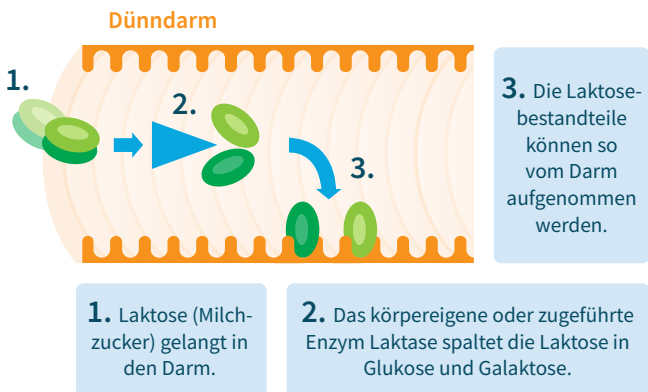 Dünndarm
1.
2.
3.
3. Die Laktose-
bestandteile
können so
vom Darm
aufgenommen
werden.
1. Laktose (Milch-
zucker) gelangt in
den Darm.
2. Das körpereigene oder zugeführte
Enzym Laktase spaltet die Laktose in
Glukose und Galaktose.